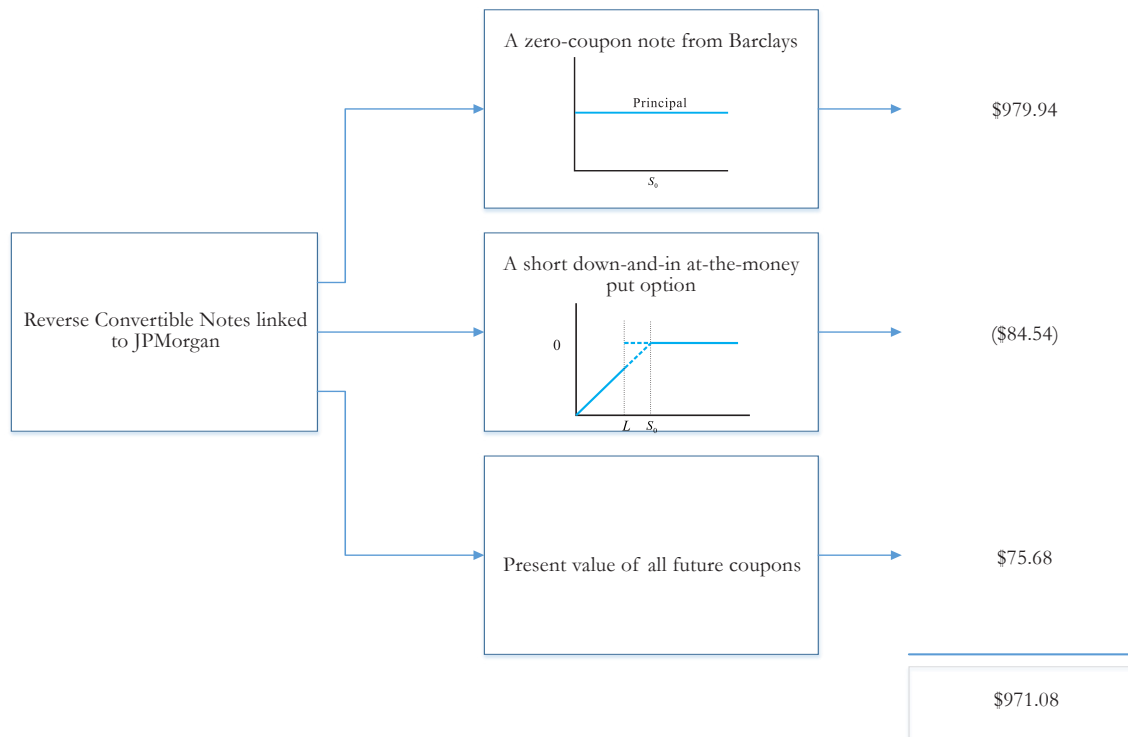 A zero-coupon note from Barclays
Principal
S₀
$979.94
Reverse Convertible Notes linked
to JPMorgan
A short down-and-in at-the-money
put option
0
L S₀
($84.54)
Present value of all future coupons
$75.68
$971.08